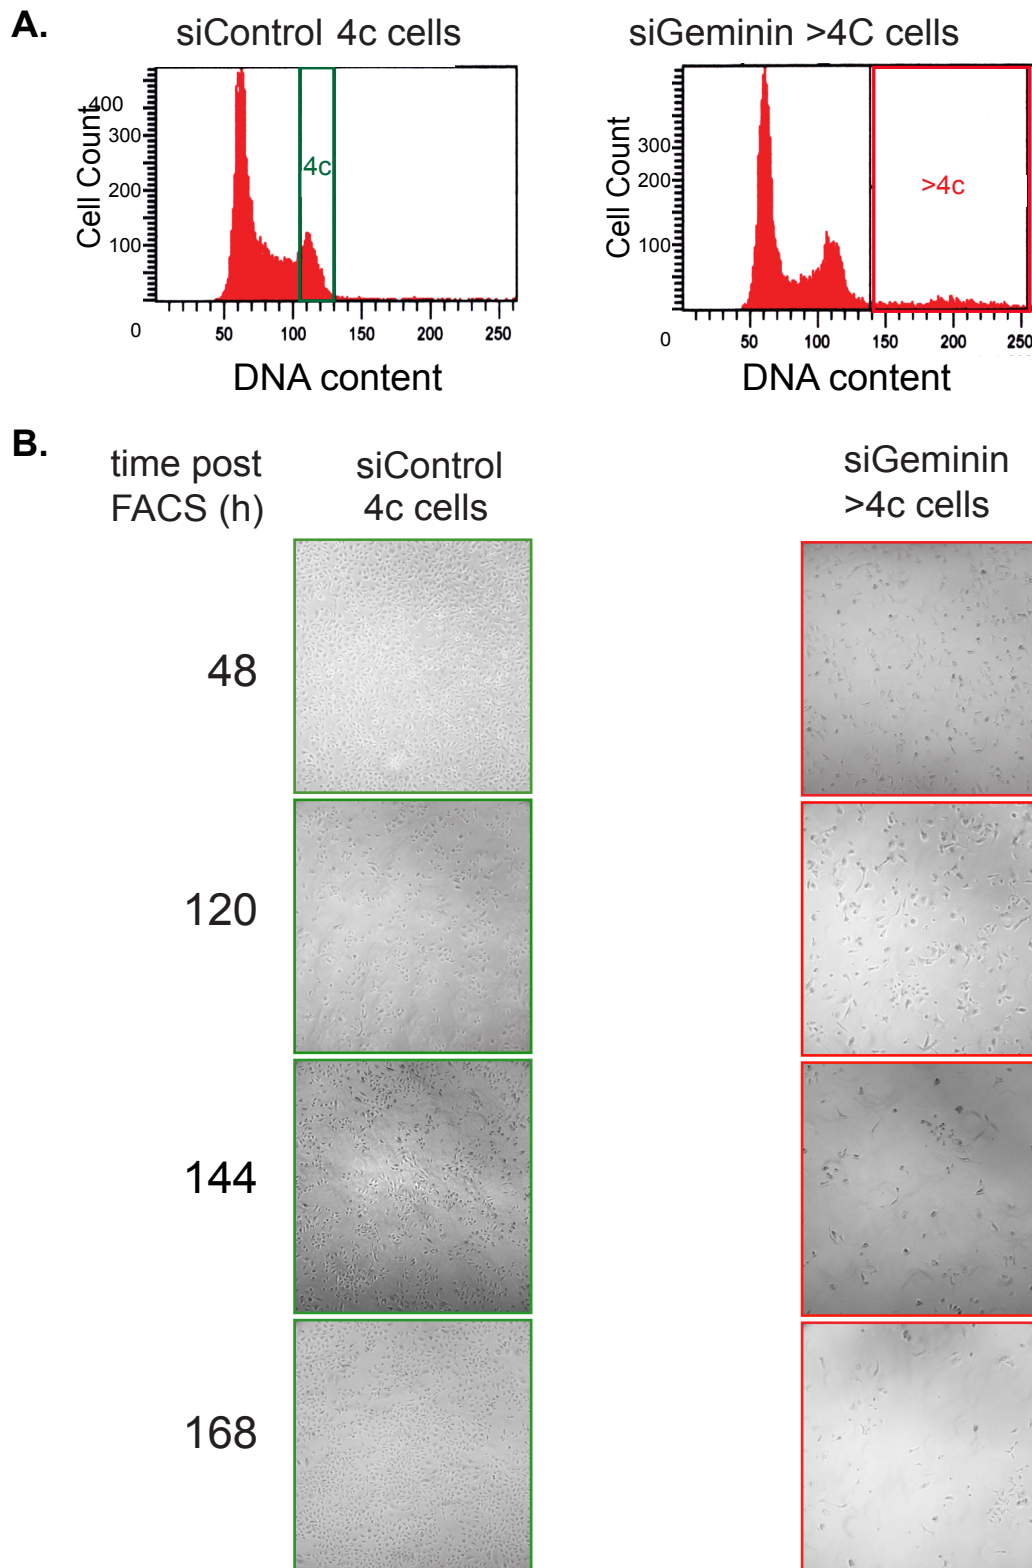 A.
siControl 4c cells
siGeminin >4C cells
Cell Count
400
300
200
100
0
4c
50 100 150 200 250
DNA content
Cell Count
300
200
100
0
>4c
50 100 150 200 250
DNA content
B.
time post
FACS (h)
siControl
4c cells
siGeminin
>4c cells
48
120
144
168